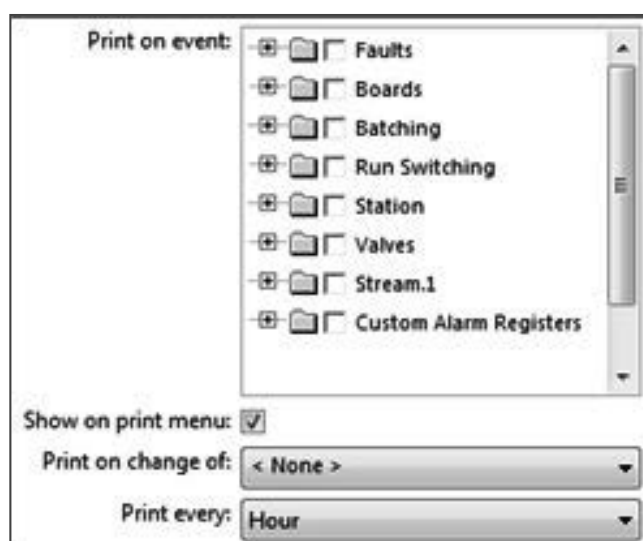 Print on event:
Faults
Boards
Batching
Run Switching
Station
Valves
Stream.1
Custom Alarm Registers
Show on print menu:
Print on change of: < None >
Print every: Hour